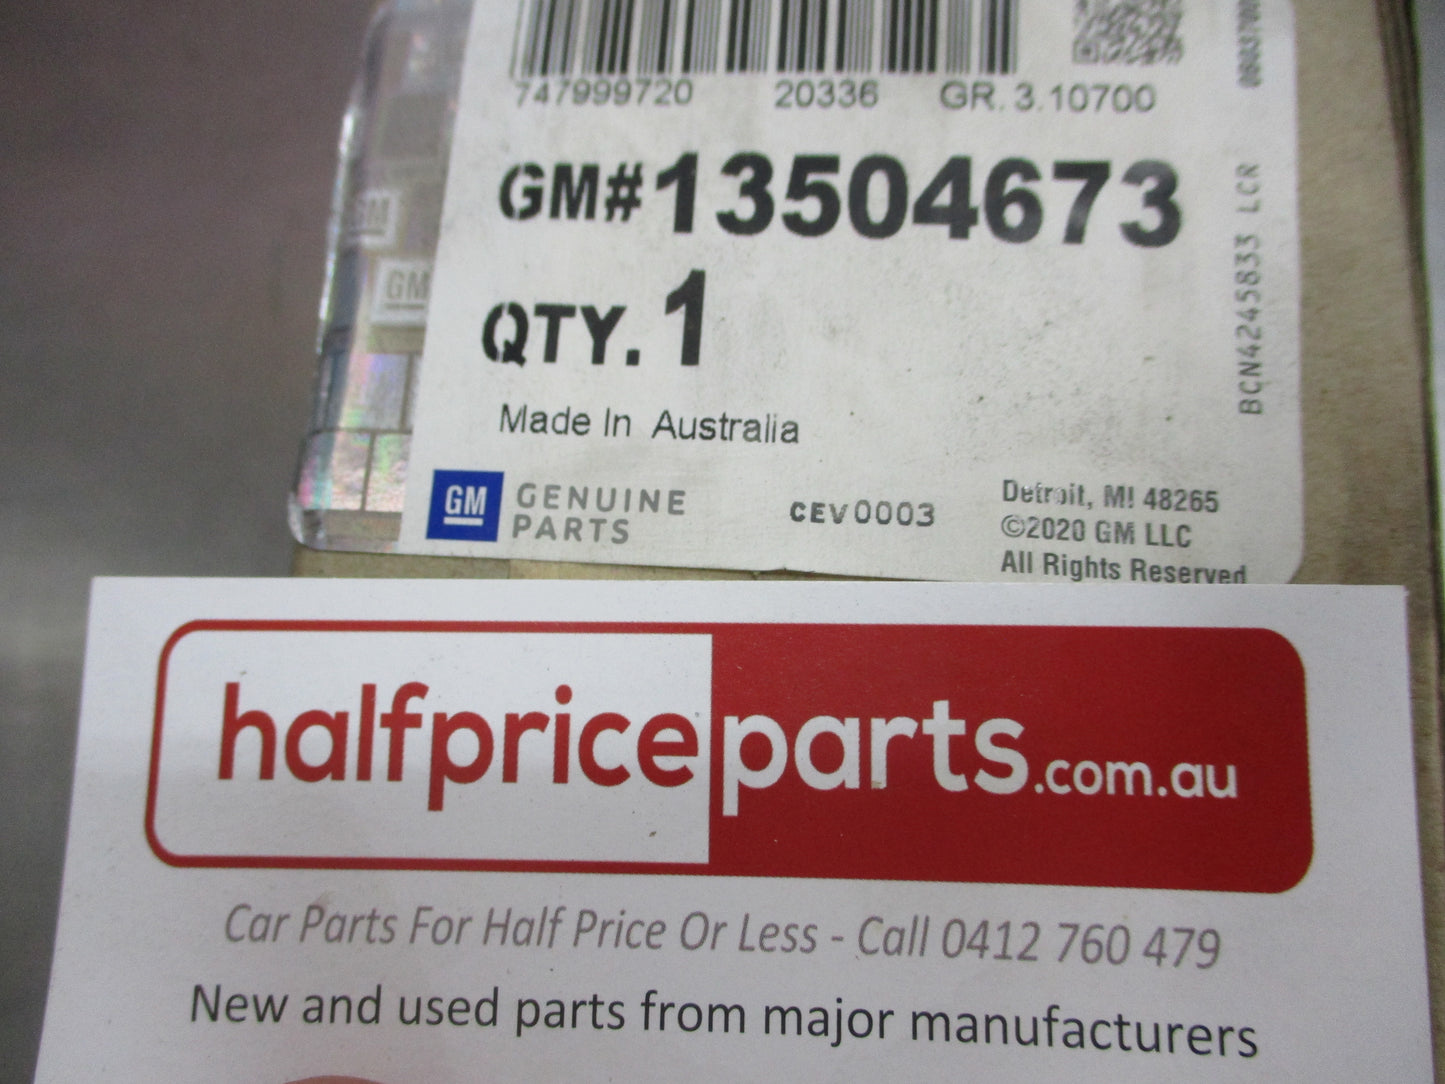 747999720 20336 GR. 3.10700
GM#13504673
QTY. 1
Made In Australia
GM GENUINE
PARTS
CEV0003
Detroit, MI 48265
©2020 GM LLC
All Rights Reserved
BCN4245833 LCR
GM
GM
halfpriceparts.com.au
Car Parts For Half Price Or Less - Call 0412 760 479
New and used parts from major manufacturers